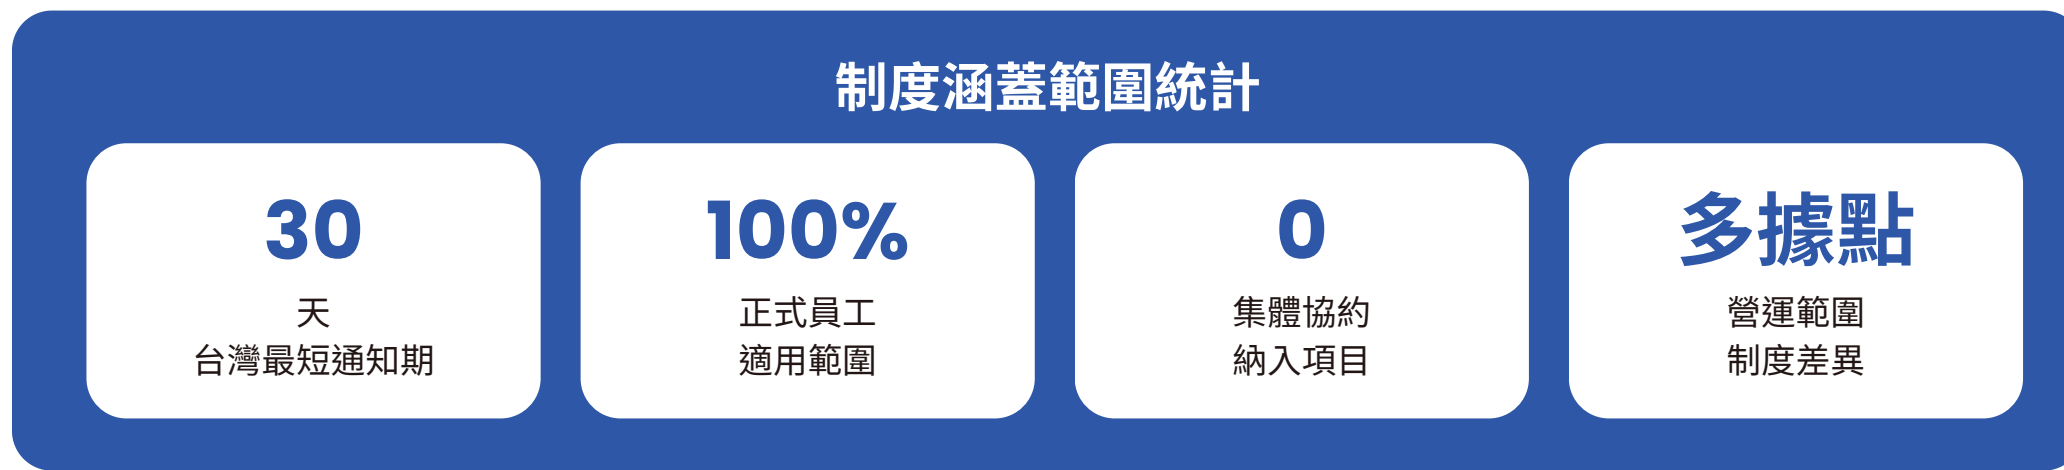 制度涵蓋範圍統計
30
天
台灣最短通知期
100%
正式員工
適用範圍
0
集體協約
納入項目
多據點
營運範圍
制度差異